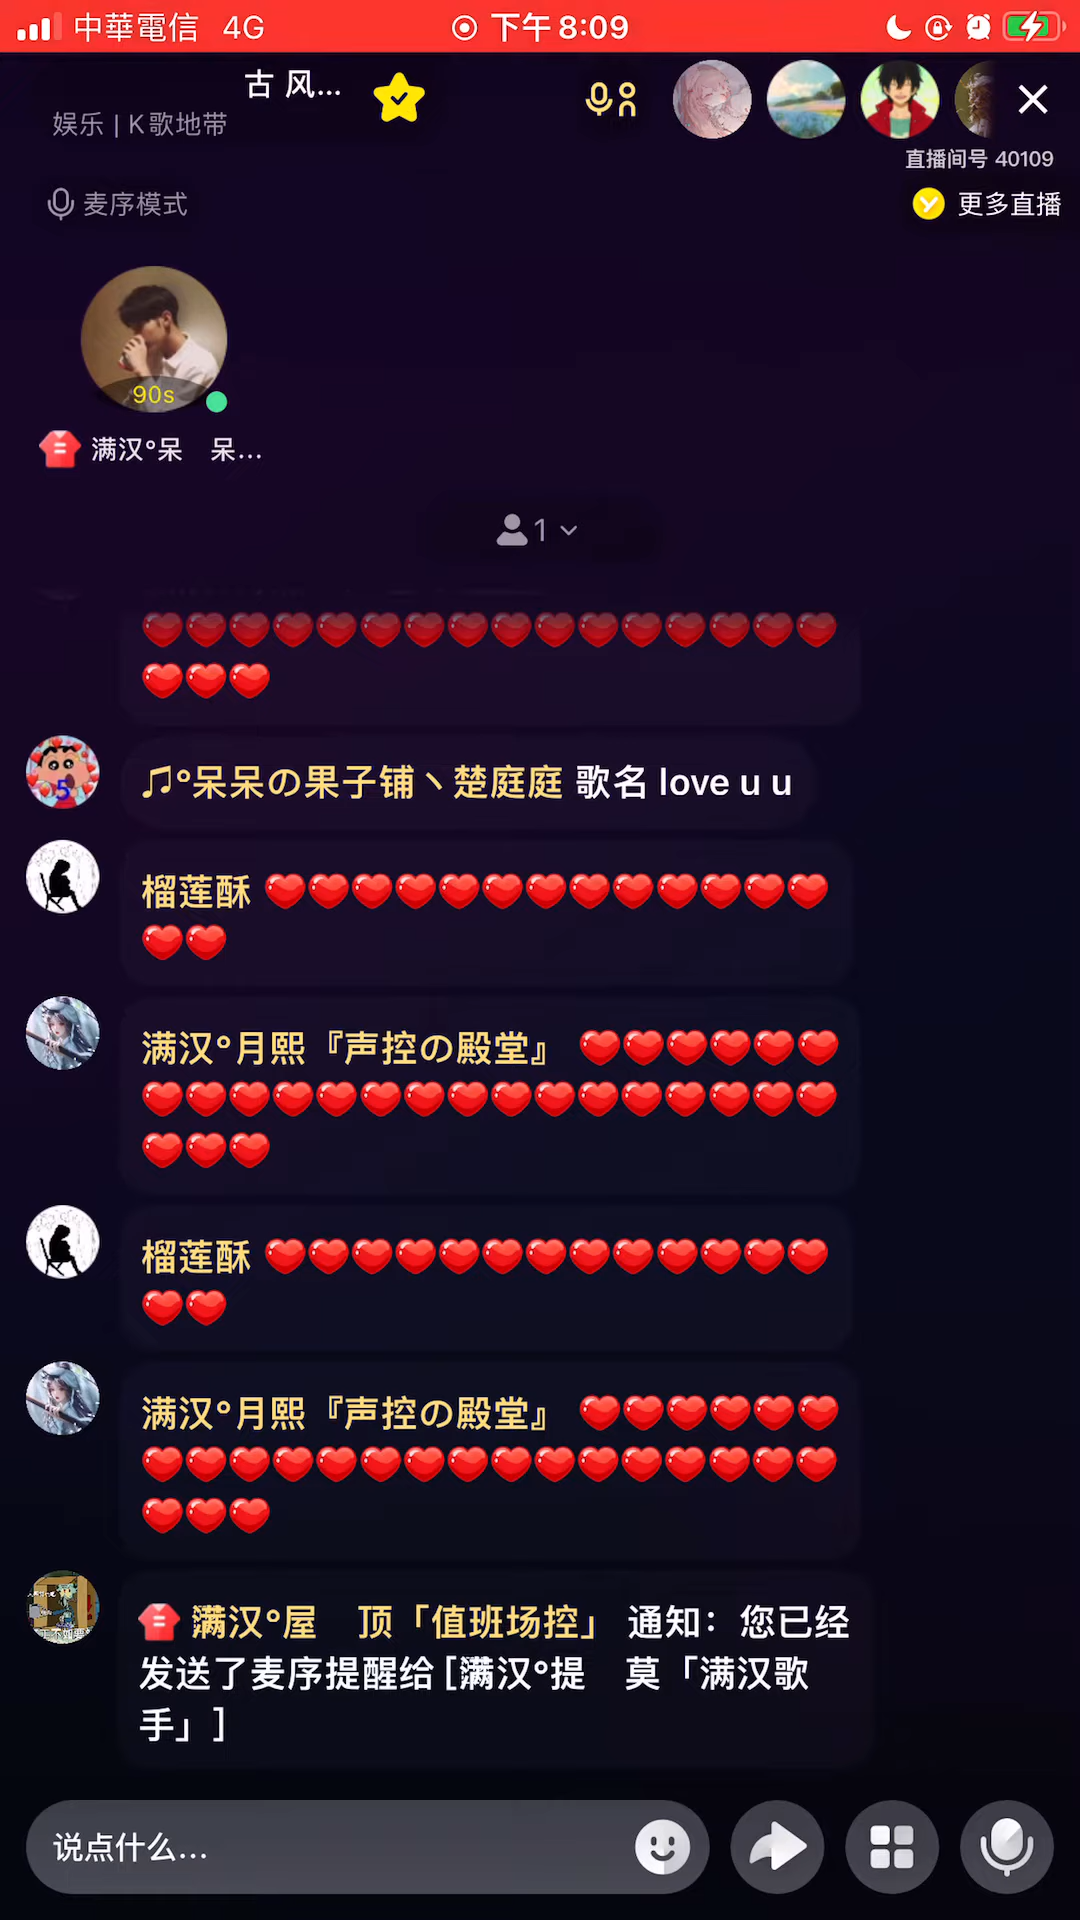 中華電信 4G 下午8:09
古 风...
娱乐 | K歌地带
直播间号 40109
麦序模式
更多直播
90s
满汉°呆 呆...
1
♫°呆呆の果子铺丶楚庭庭 歌名 love u u
榴莲酥 ❤❤❤❤❤❤❤❤❤❤❤❤❤
❤❤
满汉°月熙『声控の殿堂』 ❤❤❤❤❤❤
❤❤❤❤❤❤❤❤❤❤❤❤❤❤❤❤
❤❤❤
榴莲酥 ❤❤❤❤❤❤❤❤❤❤❤❤❤
❤❤
满汉°月熙『声控の殿堂』 ❤❤❤❤❤❤
❤❤❤❤❤❤❤❤❤❤❤❤❤❤❤❤
❤❤❤
满汉°屋 顶「值班场控」 通知：您已经
发送了麦序提醒给 [满汉°提 莫「满汉歌
手」]
说点什么...